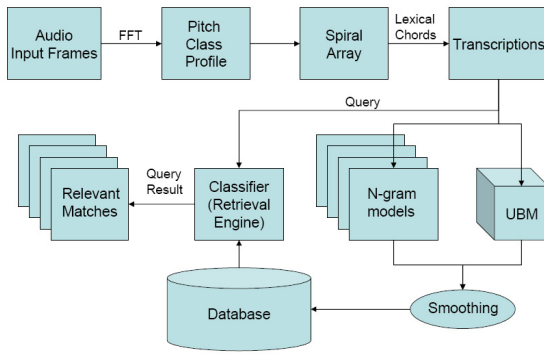 Audio
Input Frames
FFT
Pitch
Class
Profile
Spiral
Array
Lexical
Chords
Transcriptions
Query
Relevant
Matches
Query
Result
Classifier
(Retrieval
Engine)
N-gram
models
UBM
Database
Smoothing